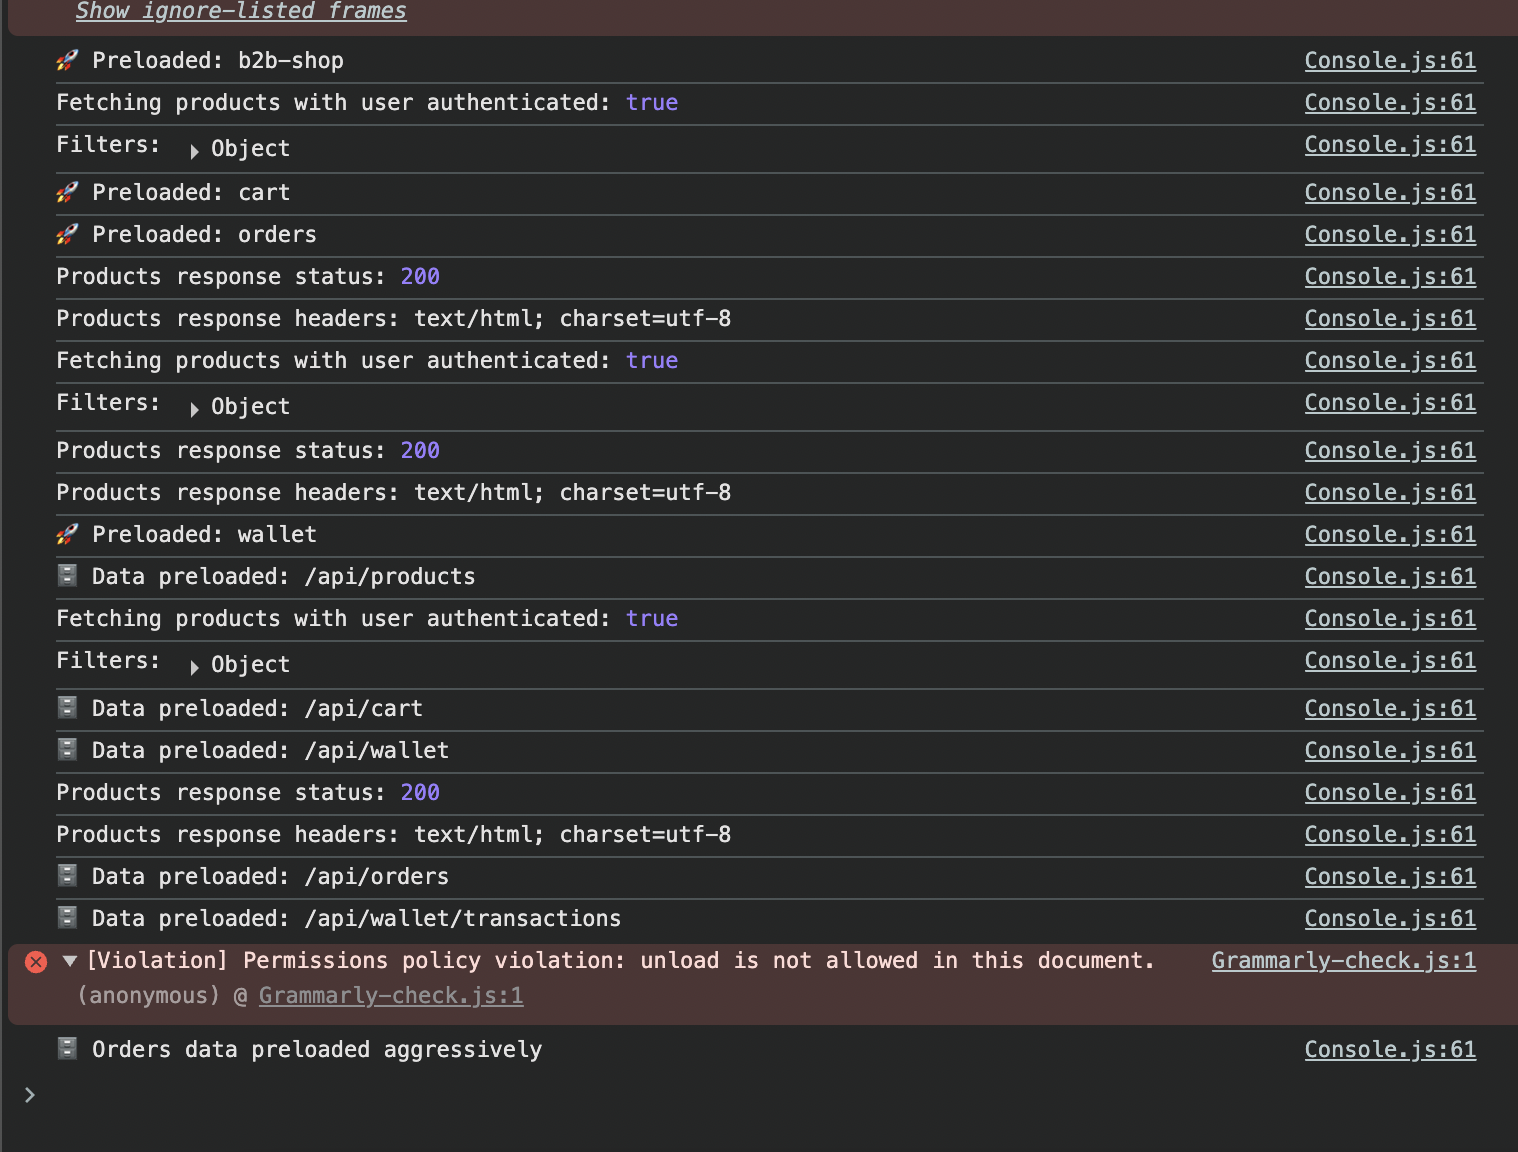 Show ignore-listed frames
🚀 Preloaded: b2b-shop Console.js:61
Fetching products with user authenticated: true Console.js:61
Filters: ▶ Object Console.js:61
🚀 Preloaded: cart Console.js:61
🚀 Preloaded: orders Console.js:61
Products response status: 200 Console.js:61
Products response headers: text/html; charset=utf-8 Console.js:61
Fetching products with user authenticated: true Console.js:61
Filters: ▶ Object Console.js:61
Products response status: 200 Console.js:61
Products response headers: text/html; charset=utf-8 Console.js:61
🚀 Preloaded: wallet Console.js:61
🗄 Data preloaded: /api/products Console.js:61
Fetching products with user authenticated: true Console.js:61
Filters: ▶ Object Console.js:61
🗄 Data preloaded: /api/cart Console.js:61
🗄 Data preloaded: /api/wallet Console.js:61
Products response status: 200 Console.js:61
Products response headers: text/html; charset=utf-8 Console.js:61
🗄 Data preloaded: /api/orders Console.js:61
🗄 Data preloaded: /api/wallet/transactions Console.js:61
▼ [Violation] Permissions policy violation: unload is not allowed in this document. Grammarly-check.js:1
(anonymous) @ Grammarly-check.js:1
🗄 Orders data preloaded aggressively Console.js:61
>